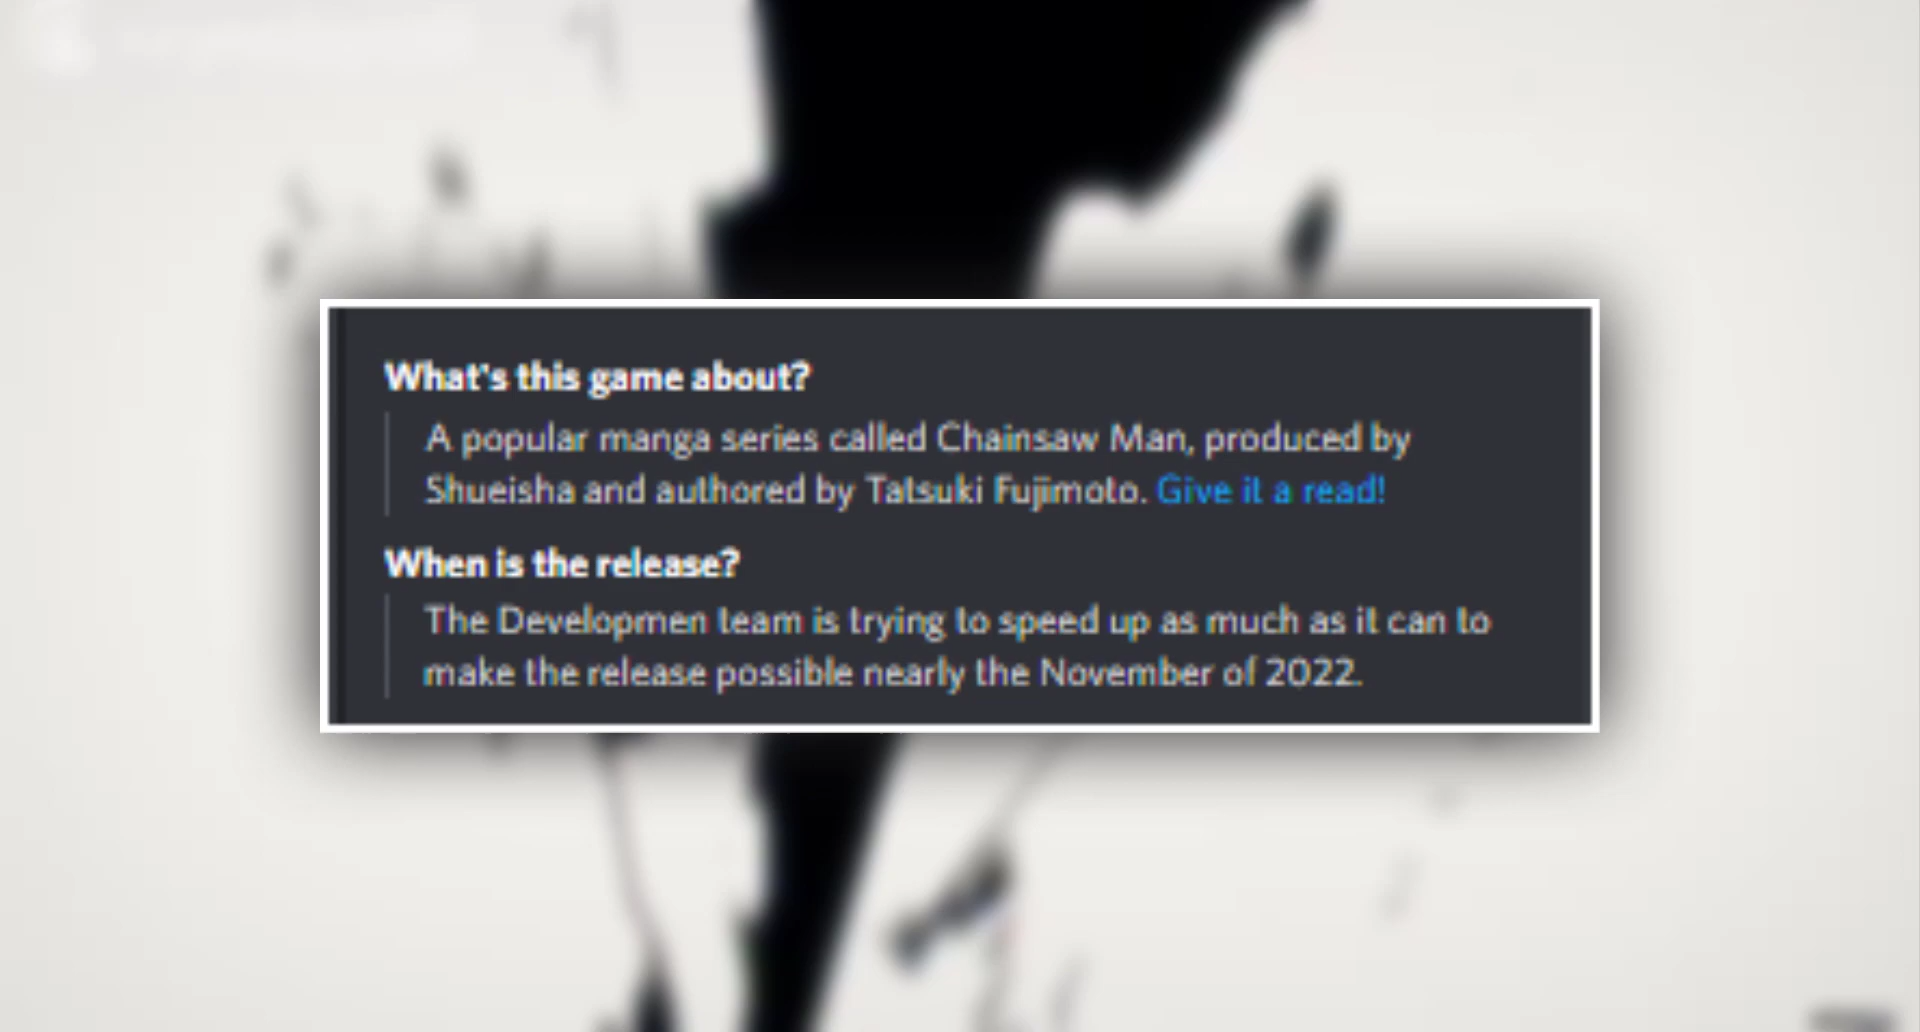 What's this game about?
A popular manga series called Chainsaw Man, produced by
Shueisha and authored by Tatsuki Fujimoto. Give it a read!
When is the release?
The Developmen team is trying to speed up as much as it can to
make the release possible nearly the November of 2022.